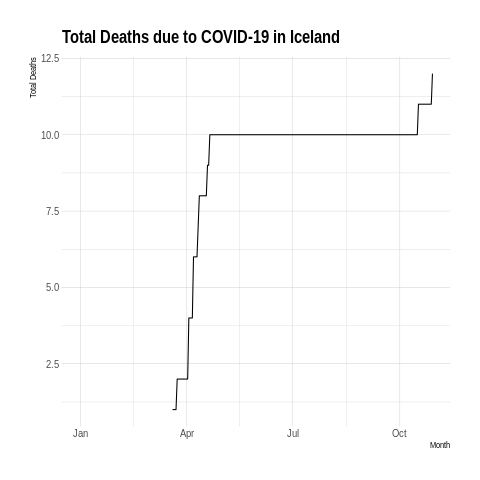 Total Deaths due to COVID-19 in Iceland
Total Deaths
12.5
10.0
7.5
5.0
2.5
Jan Apr Jul Oct
Month